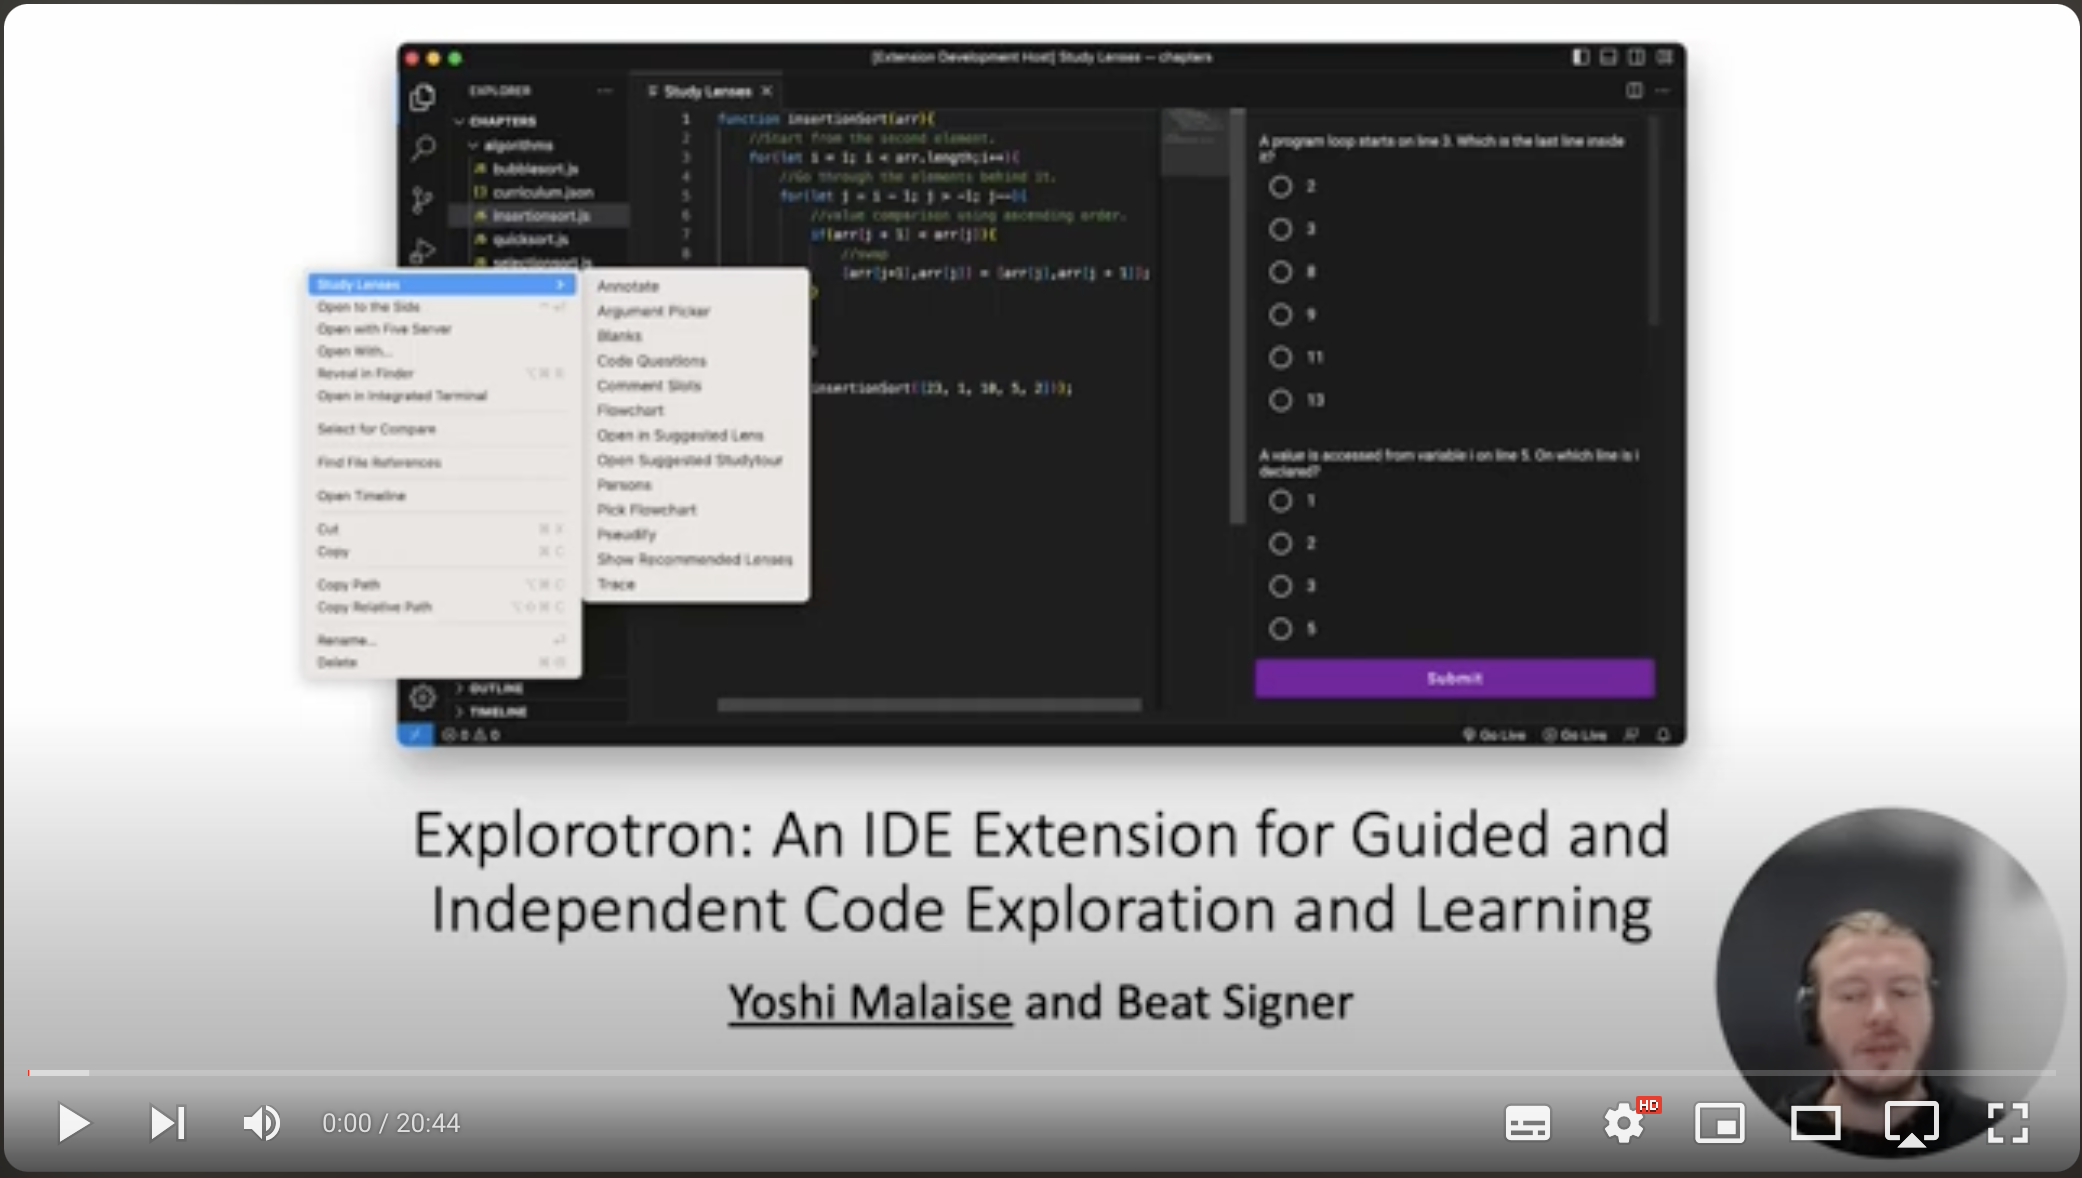 [Extension Development Host] Study Lenses — chapters
EXPLORER
Study Lenses
CHAPTERS
algorithms
bubblesort.js
curriculum.json
insertionsort.js
quicksort.js
selectionsort.js
1 function insertionSort(arr){
2 //Start from the second element.
3 for(let i = 1; i < arr.length;i++){
4 //Go through the elements behind it.
5 for(let j = i - 1; j > -1; j--){
6 //value comparison using ascending order.
7 if(arr[j + 1] < arr[j]){
8 //swap
[arr[j+1],arr[j]] = [arr[j],arr[j + 1]];
insertionSort([23, 1, 10, 5, 2]));
Study Lenses
Open to the Side
Open with Five Server
Open With...
Reveal in Finder
Open in Integrated Terminal
Select for Compare
Find File References
Open Timeline
Cut
Copy
Copy Path
Copy Relative Path
Rename...
Delete
Annotate
Argument Picker
Blanks
Code Questions
Comment Slots
Flowchart
Open in Suggested Lens
Open Suggested Studytour
Parsons
Pick Flowchart
Pseudify
Show Recommended Lenses
Trace
A program loop starts on line 3. Which is the last line inside
it?
2
3
8
9
11
13
A value is accessed from variable i on line 5. On which line is i
declared?
1
2
3
5
Submit
OUTLINE
TIMELINE
0 0
Go Live Go Live
Explorotron: An IDE Extension for Guided and
Independent Code Exploration and Learning
Yoshi Malaise and Beat Signer
0:00 / 20:44
HD